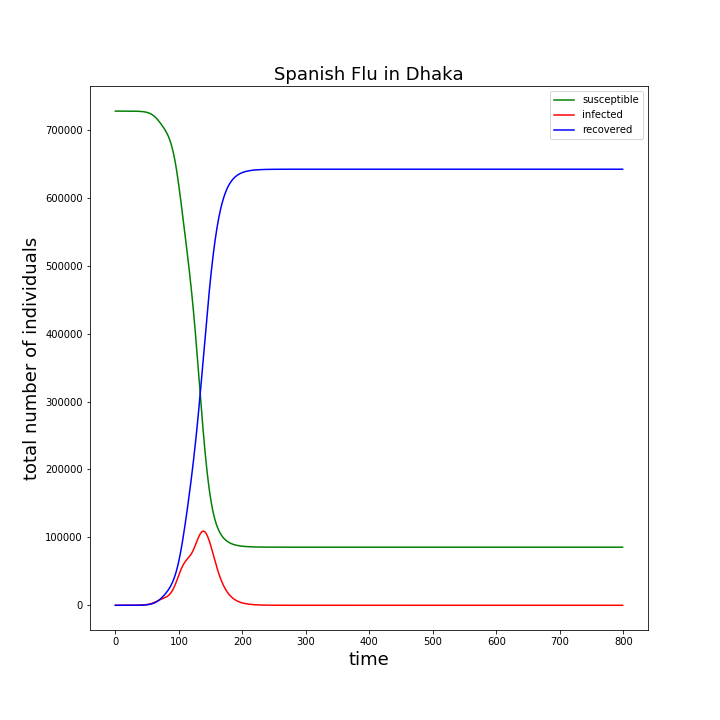 Spanish Flu in Dhaka
susceptible
infected
recovered
total number of individuals
700000
600000
500000
400000
300000
200000
100000
0
0 100 200 300 400 500 600 700 800
time